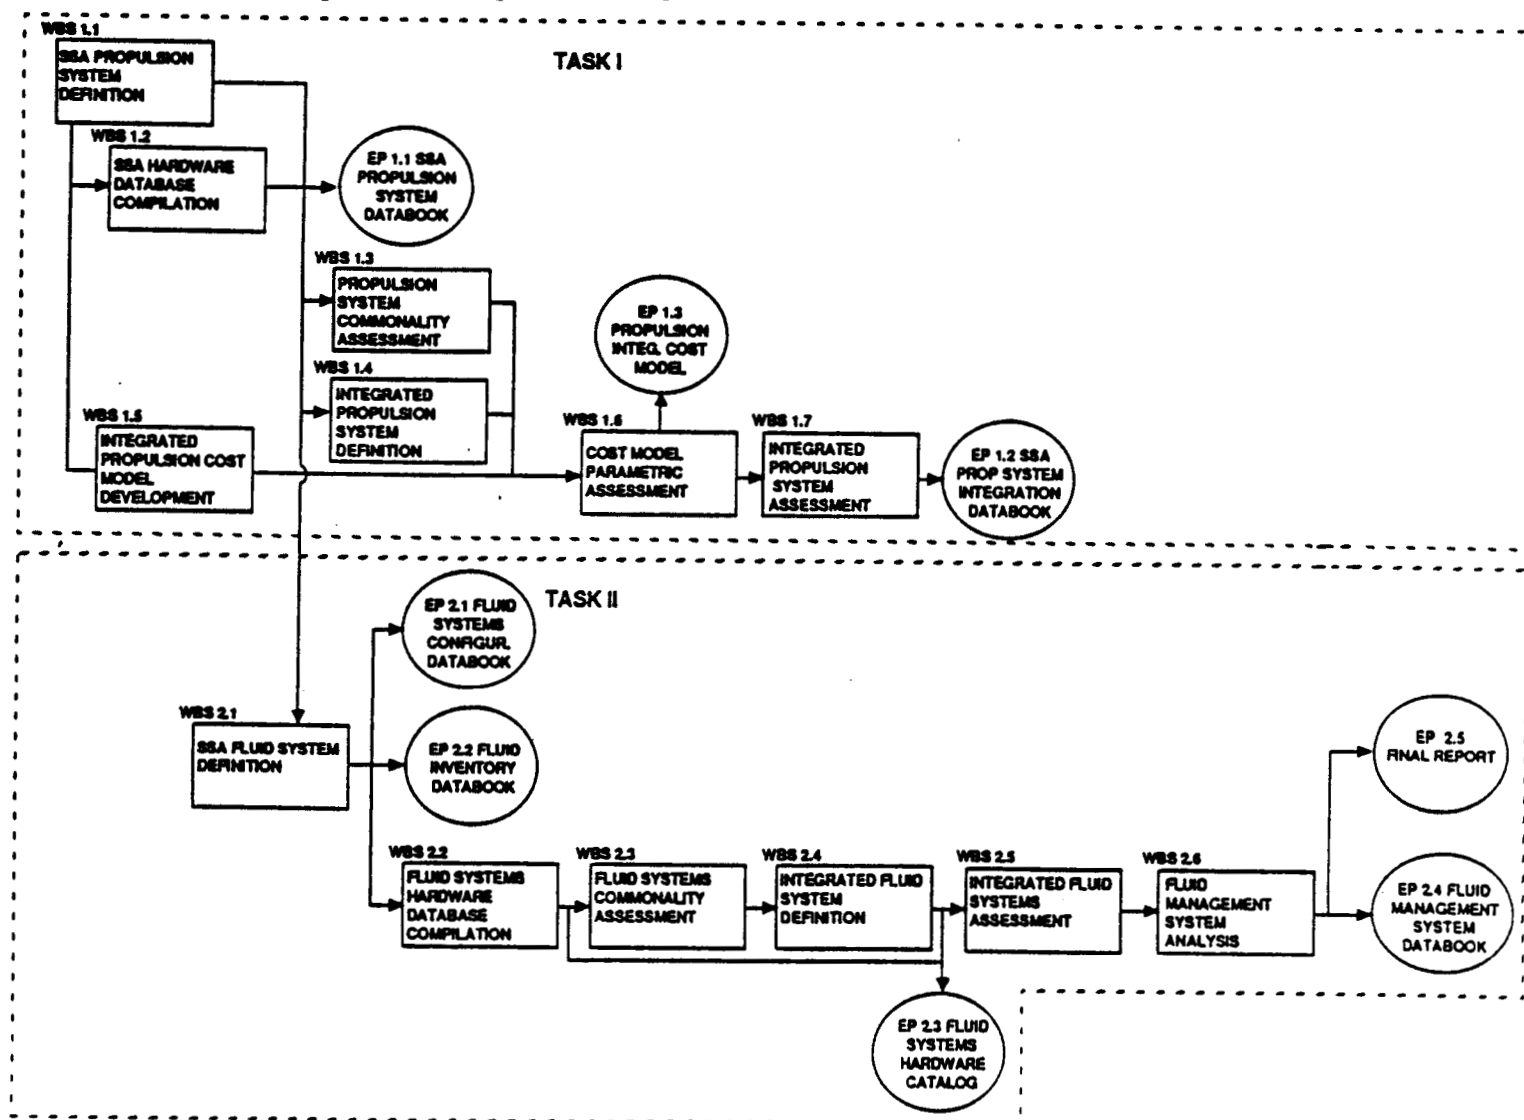 WBS 1.1
SSA PROPULSION
SYSTEM
DEFINITION
TASK I
WBS 1.2
SSA HARDWARE
DATABASE
COMPILATION
EP 1.1 SSA
PROPULSION
SYSTEM
DATABOOK
WBS 1.3
PROPULSION
SYSTEM
COMMONALITY
ASSESSMENT
EP 1.3
PROPULSION
INTEG. COST
MODEL
WBS 1.4
INTEGRATED
PROPULSION
SYSTEM
DEFINITION
WBS 1.5
INTEGRATED
PROPULSION COST
MODEL
DEVELOPMENT
WBS 1.6
COST MODEL
PARAMETRIC
ASSESSMENT
WBS 1.7
INTEGRATED
PROPULSION
SYSTEM
ASSESSMENT
EP 1.2 SSA
PROP SYSTEM
INTEGRATION
DATABOOK
TASK II
EP 2.1 FLUID
SYSTEMS
CONFIGUR.
DATABOOK
WBS 2.1
SSA FLUID SYSTEM
DEFINITION
EP 2.2 FLUID
INVENTORY
DATABOOK
EP 2.5
FINAL REPORT
WBS 2.2
FLUID SYSTEMS
HARDWARE
DATABASE
COMPILATION
WBS 2.3
FLUID SYSTEMS
COMMONALITY
ASSESSMENT
WBS 2.4
INTEGRATED FLUID
SYSTEM
DEFINITION
WBS 2.5
INTEGRATED FLUID
SYSTEMS
ASSESSMENT
WBS 2.6
FLUID
MANAGEMENT
SYSTEM
ANALYSIS
EP 2.4 FLUID
MANAGEMENT
SYSTEM
DATABOOK
EP 2.3 FLUID
SYSTEMS
HARDWARE
CATALOG